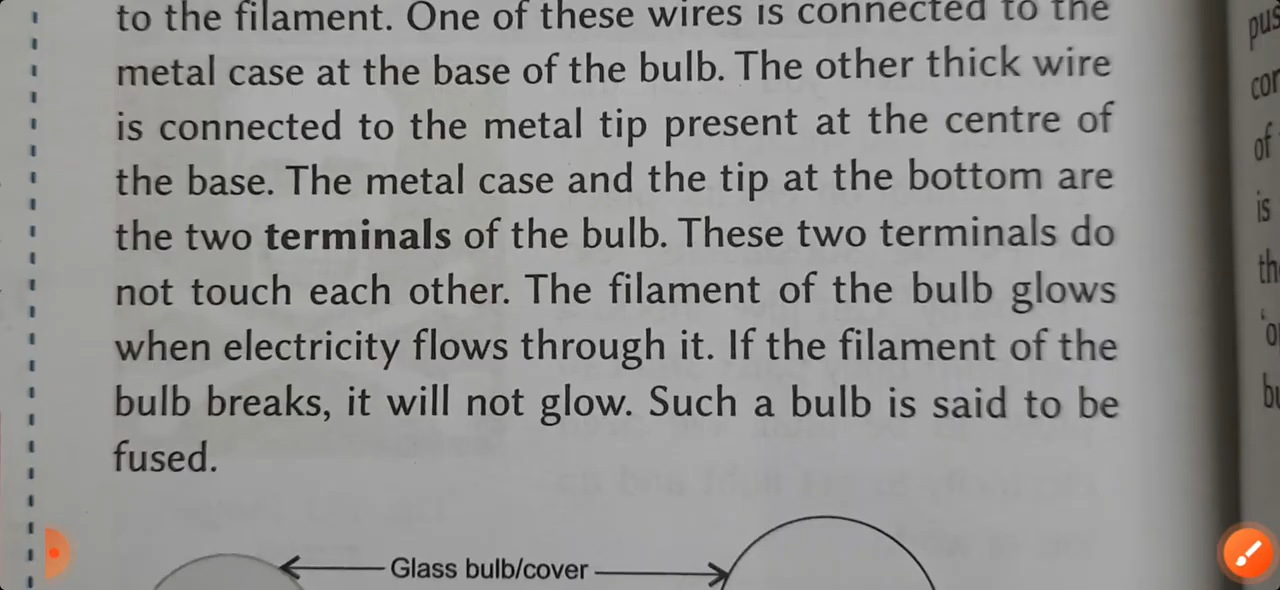 to the filament. One of these wires is connected to the
metal case at the base of the bulb. The other thick wire
is connected to the metal tip present at the centre of
the base. The metal case and the tip at the bottom are
the two terminals of the bulb. These two terminals do
not touch each other. The filament of the bulb glows
when electricity flows through it. If the filament of the
bulb breaks, it will not glow. Such a bulb is said to be
fused.
Glass bulb/cover
of
is